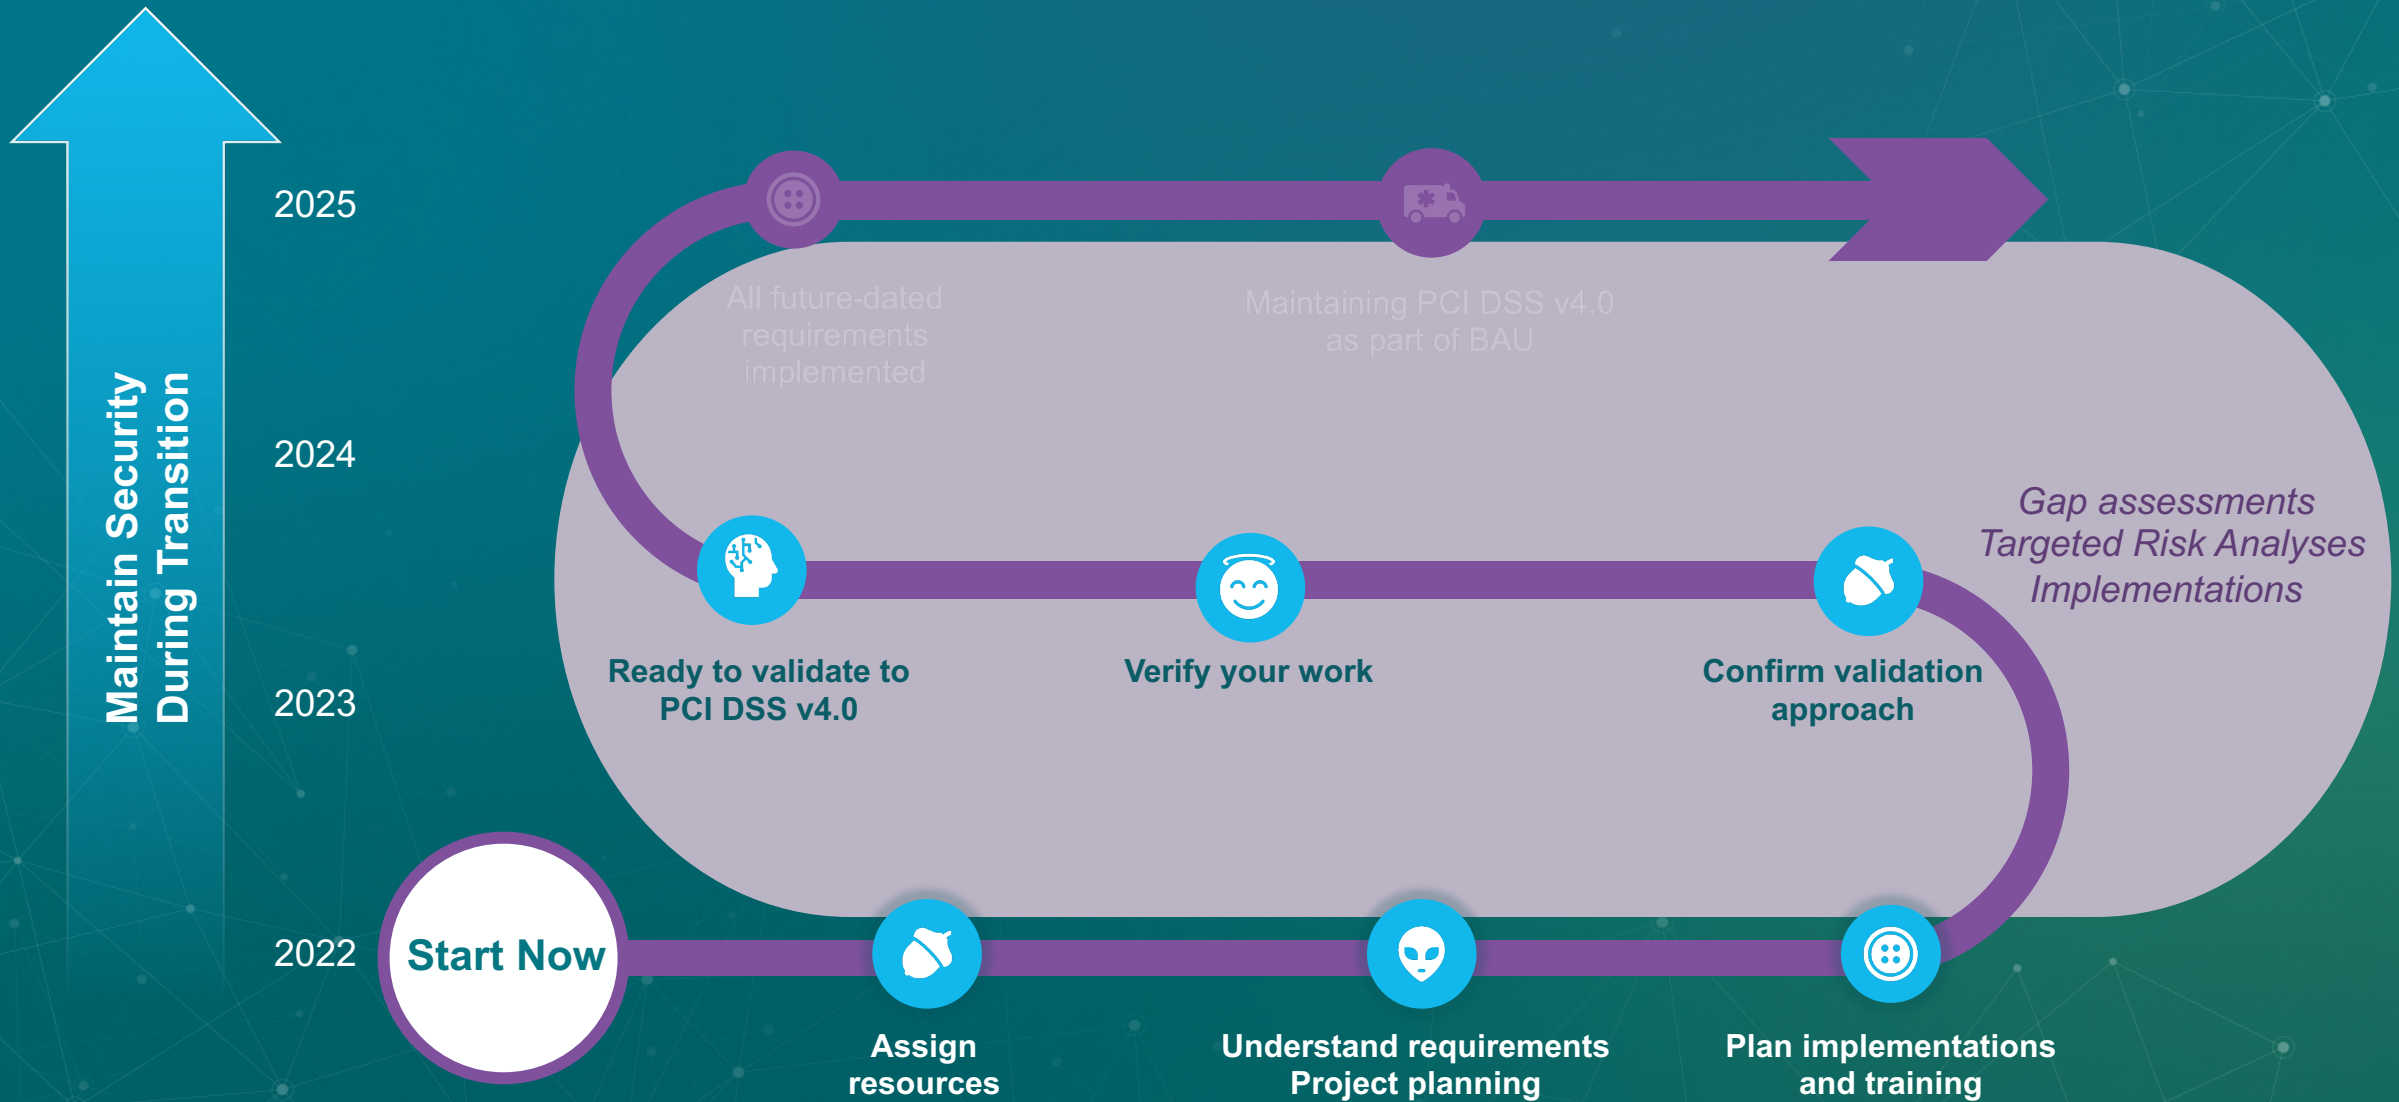 Maintain Security
During Transition
2025
All future-dated
requirements
implemented
Maintaining PCI DSS v4.0
as part of BAU
2024
Gap assessments
Targeted Risk Analyses
Implementations
Ready to validate to
PCI DSS v4.0
Verify your work
Confirm validation
approach
2023
2022
Start Now
Assign
resources
Understand requirements
Project planning
Plan implementations
and training